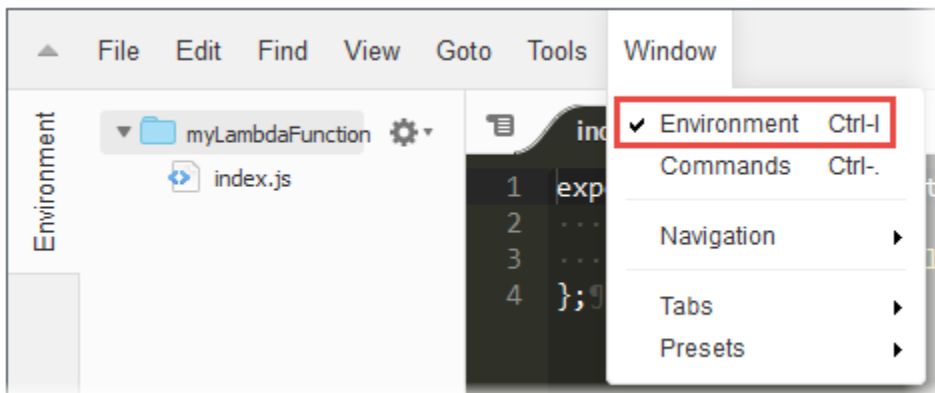 File Edit Find View Goto Tools Window
Environment
myLambdaFunction
index.js
1
2
3
4 };
✔ Environment Ctrl-I
Commands Ctrl-.
Navigation
Tabs
Presets